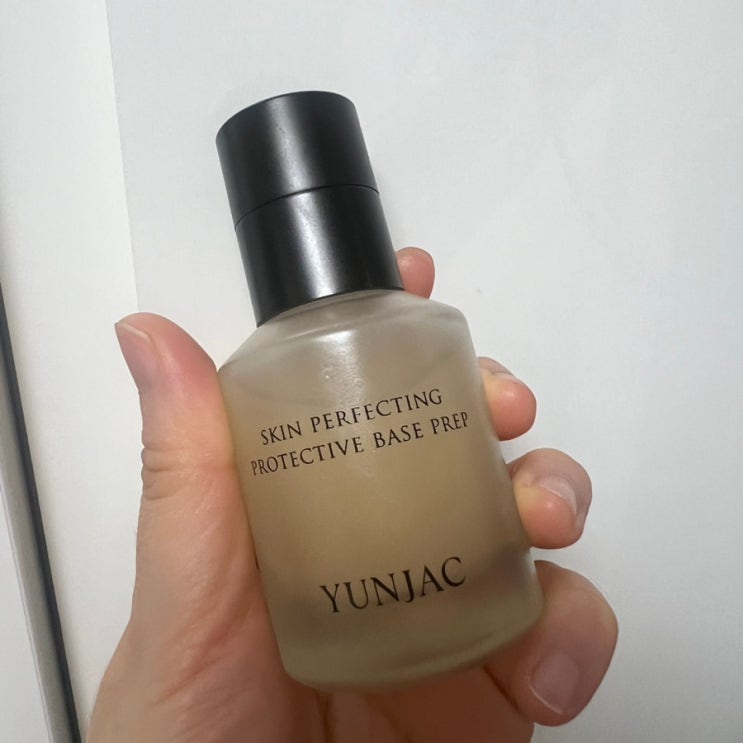 SKIN PERFECTING
PROTECTIVE BASE PREP
YUNJAC